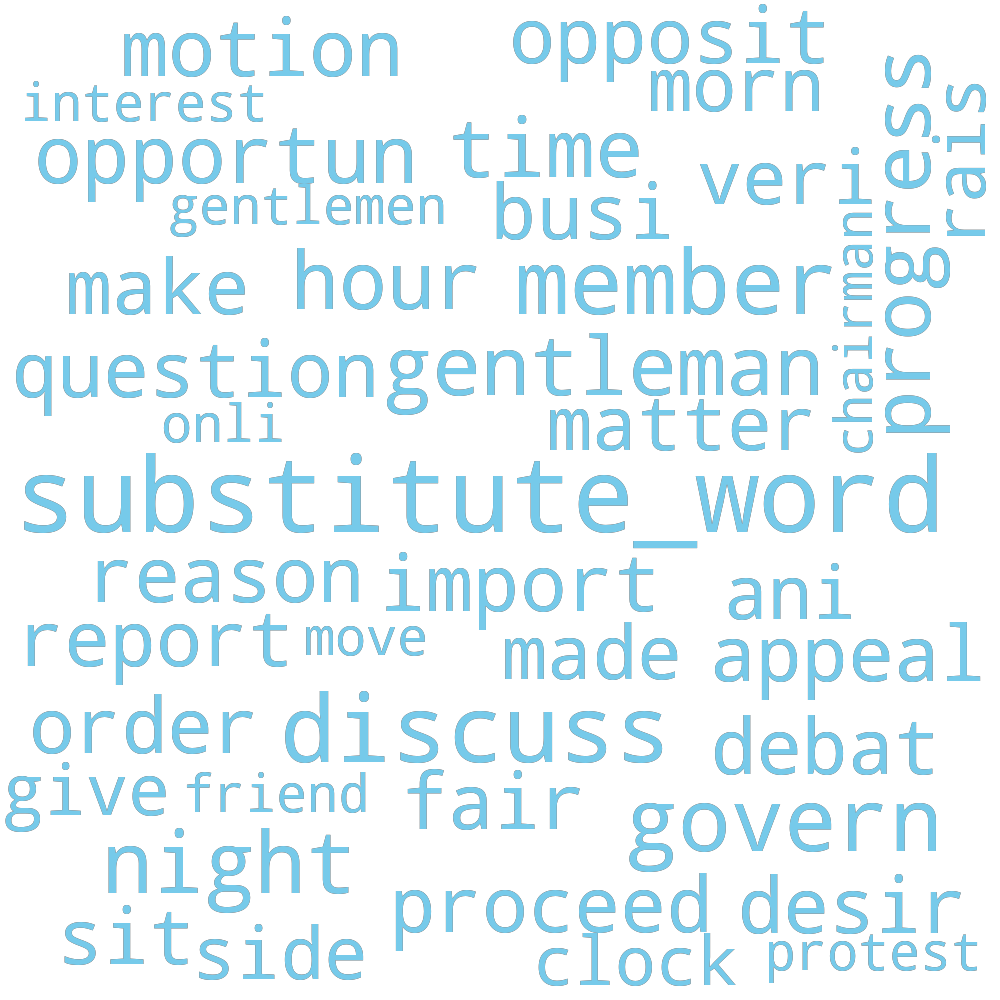 motion opposit
interest morn
opportun time veri progress rais
gentlemen busi
make hour member chairmani
question gentleman
onli matter
substitute_word
reason import ani
report move made appeal
order discuss debat
give friend fair govern
night
proceed desir
sit side clock protest